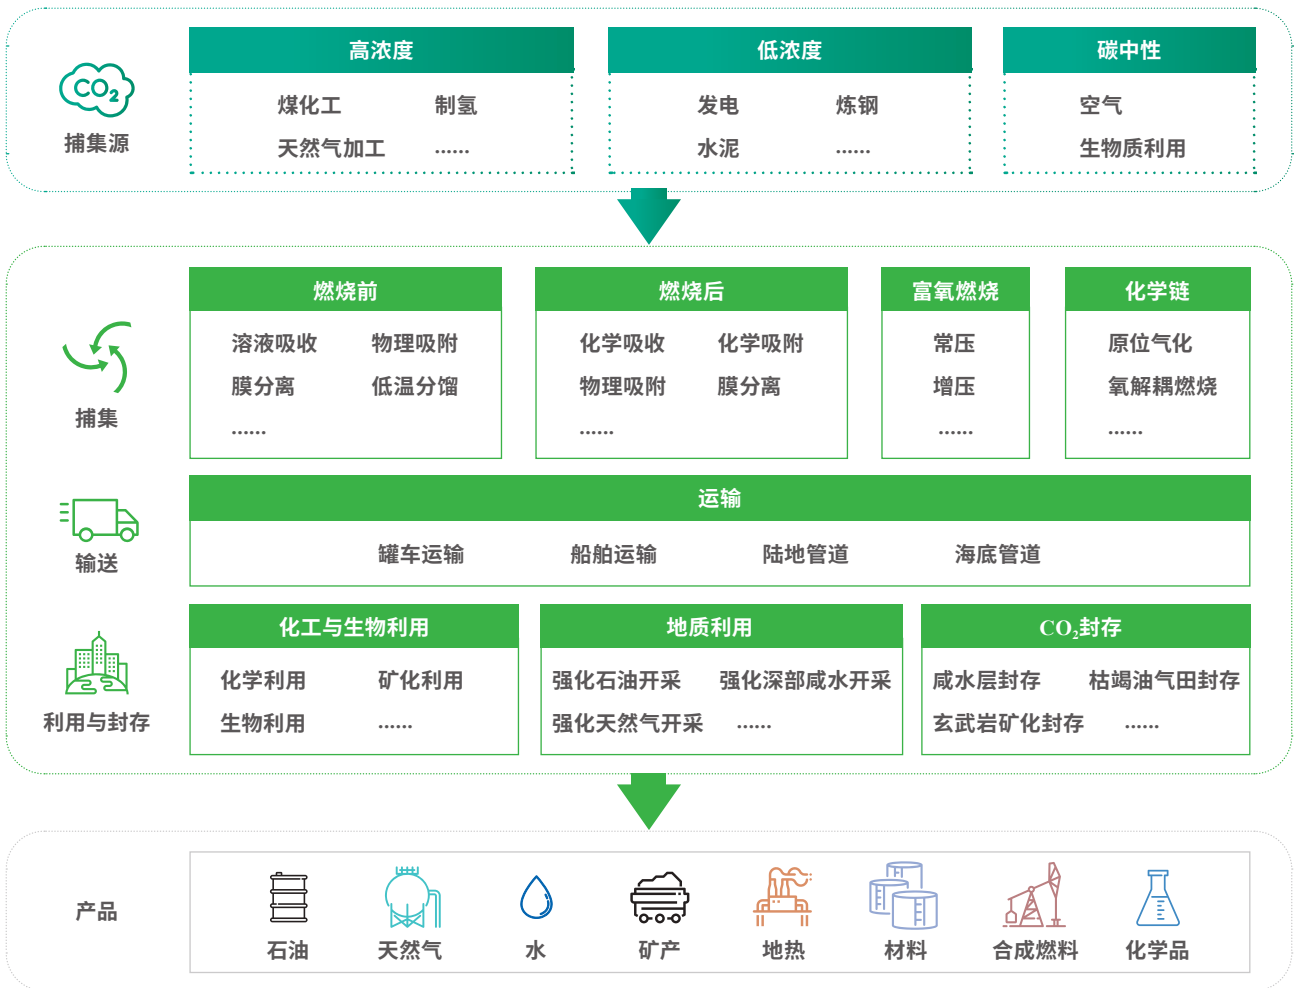 高浓度
低浓度
碳中性
CO2
捕集源
煤化工
制氢
天然气加工
......
发电
炼钢
水泥
......
空气
生物质利用
捕集
燃烧前
溶液吸收
物理吸附
膜分离
低温分馏
......
燃烧后
化学吸收
化学吸附
物理吸附
膜分离
......
富氧燃烧
常压
增压
......
化学链
原位气化
氧解耦燃烧
......
输送
运输
罐车运输
船舶运输
陆地管道
海底管道
利用与封存
化工与生物利用
化学利用
矿化利用
生物利用
......
地质利用
强化石油开采
强化深部咸水开采
强化天然气开采
......
CO₂封存
咸水层封存
枯竭油气田封存
玄武岩矿化封存
......
产品
石油
天然气
水
矿产
地热
材料
合成燃料
化学品